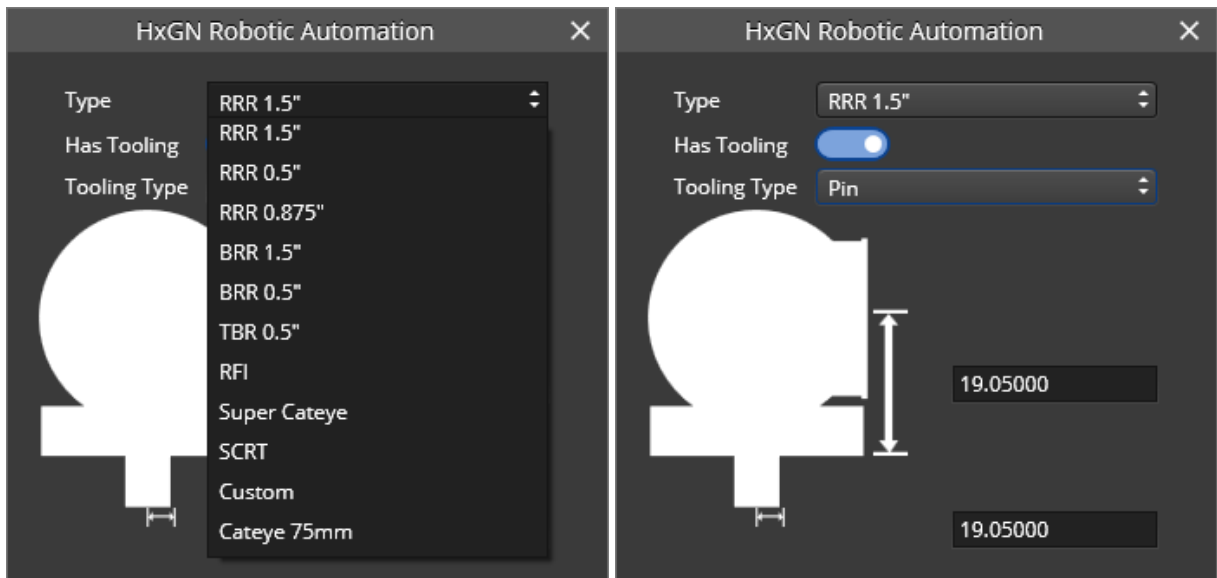 HxGN Robotic Automation ×
Type RRR 1.5"
RRR 1.5"
Has Tooling
RRR 0.5"
Tooling Type
RRR 0.875"
BRR 1.5"
BRR 0.5"
TBR 0.5"
RFI
Super Cateye
SCRT
Custom
Cateye 75mm
HxGN Robotic Automation ×
Type RRR 1.5"
Has Tooling
Tooling Type Pin
19.05000
19.05000